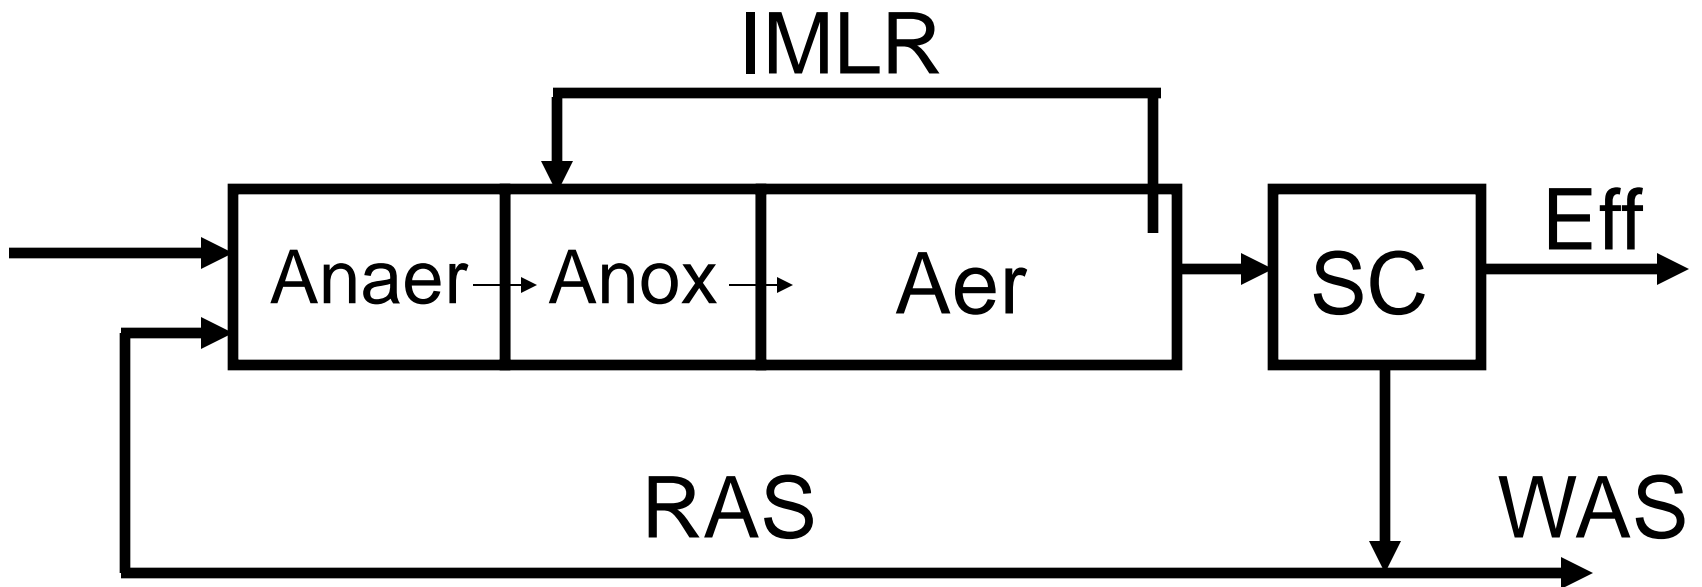 IMLR
Anaer
Anox
Aer
SC
Eff
RAS
WAS